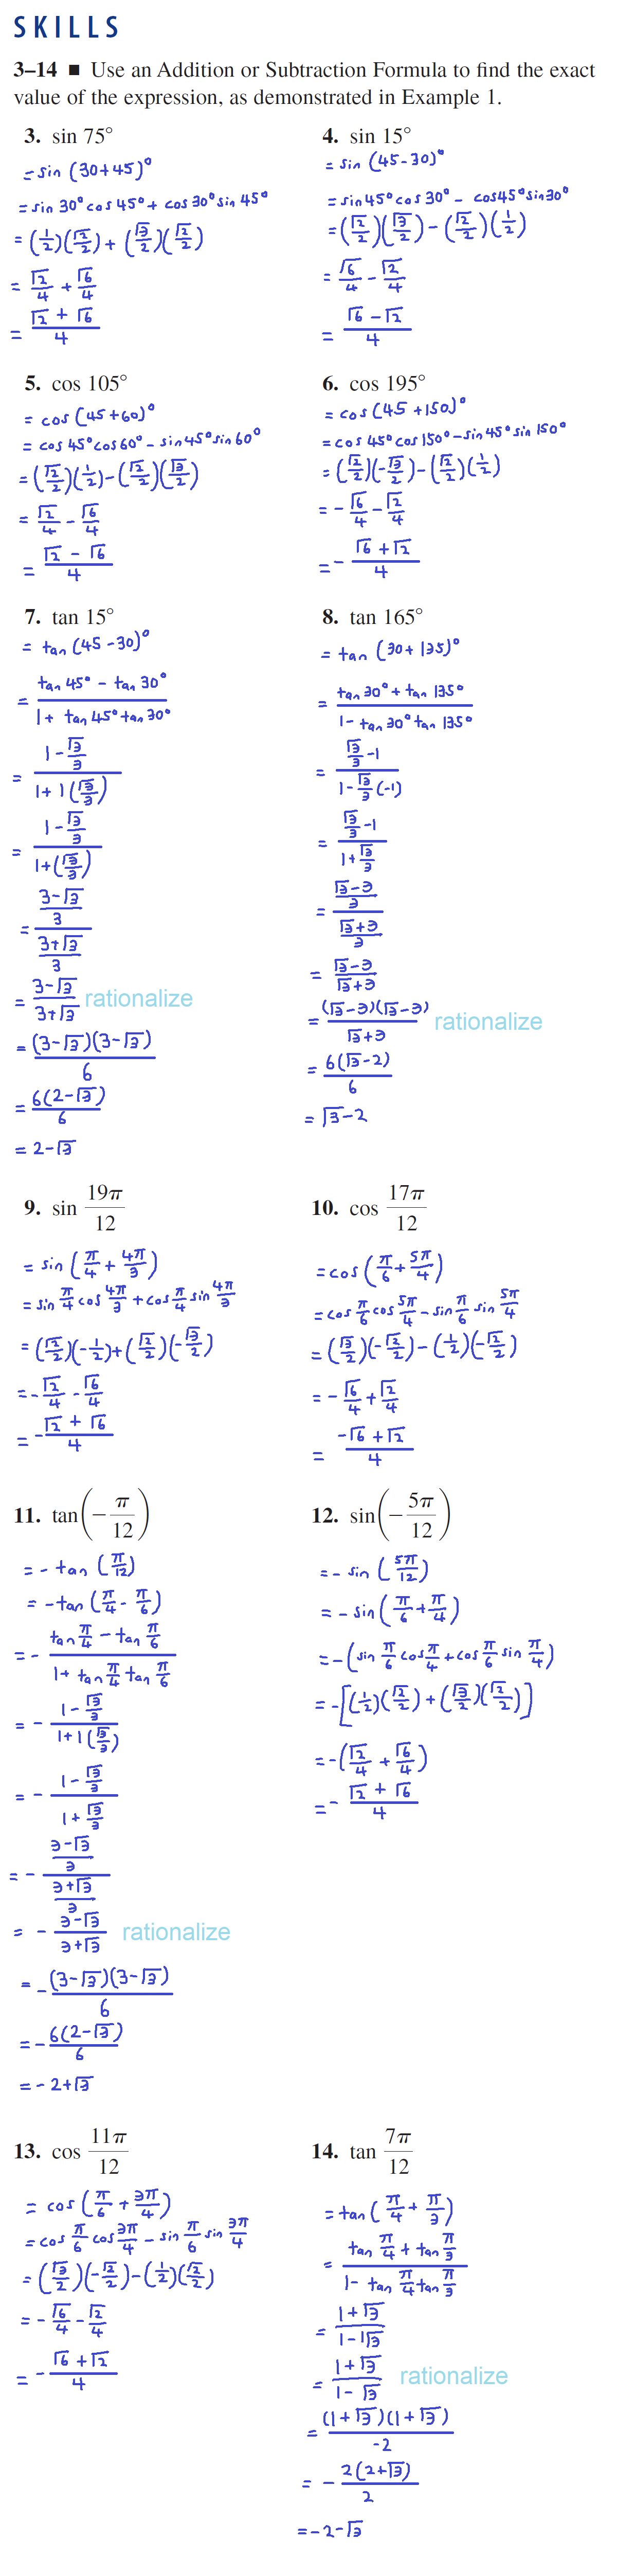 SKILLS
3–14 ■ Use an Addition or Subtraction Formula to find the exact
value of the expression, as demonstrated in Example 1.
3. sin 75°
= sin (30+45)°
= sin 30° cos 45° + cos 30° sin 45°
= (1/2)(√2/2) + (√3/2)(√2/2)
= √2/4 + √6/4
= (√2 + √6)/4
4. sin 15°
= sin (45-30)°
= sin 45° cos 30° - cos 45° sin 30°
= (√2/2)(√3/2) - (√2/2)(1/2)
= √6/4 - √2/4
= (√6 - √2)/4
5. cos 105°
= cos (45+60)°
= cos 45° cos 60° - sin 45° sin 60°
= (√2/2)(1/2) - (√2/2)(√3/2)
= √2/4 - √6/4
= (√2 - √6)/4
6. cos 195°
= cos (45 + 150)°
= cos 45° cos 150° - sin 45° sin 150°
= (√2/2)(-√3/2) - (√2/2)(1/2)
= - √6/4 - √2/4
= - (√6 + √2)/4
7. tan 15°
= tan (45 - 30)°
= (tan 45° - tan 30°)/(1 + tan 45° tan 30°)
= (1 - √3/3)/(1 + 1(√3/3))
= (1 - √3/3)/(1 + (√3/3))
= ((3-√3)/3)/((3+√3)/3)
= (3-√3)/(3+√3) rationalize
= (3-√3)(3-√3)/6
= 6(2-√3)/6
= 2-√3
8. tan 165°
= tan (30 + 135)°
= (tan 30° + tan 135°)/(1 - tan 30° tan 135°)
= (√3/3 - 1)/(1 - √3/3 (-1))
= (√3/3 - 1)/(1 + √3/3)
= ((√3-3)/3)/((√3+3)/3)
= (√3-3)/(√3+3)
= (√3-3)(√3-3)/(√3+3) rationalize
= 6(√3-2)/6
= √3-2
9. sin 19π/12
= sin (π/4 + 4π/3)
= sin π/4 cos 4π/3 + cos π/4 sin 4π/3
= (√2/2)(-1/2) + (√2/2)(-√3/2)
= - √2/4 - √6/4
= - (√2 + √6)/4
10. cos 17π/12
= cos (π/6 + 5π/4)
= cos π/6 cos 5π/4 - sin π/6 sin 5π/4
= (√3/2)(-√2/2) - (1/2)(-√2/2)
= - √6/4 + √2/4
= (-√6 + √2)/4
11. tan(-π/12)
= - tan (π/12)
= - tan (π/4 - π/6)
= - (tan π/4 - tan π/6)/(1 + tan π/4 tan π/6)
= - (1 - √3/3)/(1 + 1(√3/3))
= - (1 - √3/3)/(1 + √3/3)
= - ((3-√3)/3)/((3+√3)/3)
= - (3-√3)/(3+√3) rationalize
= - (3-√3)(3-√3)/6
= - 6(2-√3)/6
= - 2+√3
12. sin(-5π/12)
= - sin (5π/12)
= - sin (π/6 + π/4)
= - (sin π/6 cos π/4 + cos π/6 sin π/4)
= - [(1/2)(√2/2) + (√3/2)(√2/2)]
= - (√2/4 + √6/4)
= - (√2 + √6)/4
13. cos 11π/12
= cos (π/6 + 3π/4)
= cos π/6 cos 3π/4 - sin π/6 sin 3π/4
= (√3/2)(-√2/2) - (1/2)(√2/2)
= - √6/4 - √2/4
= - (√6 + √2)/4
14. tan 7π/12
= tan (π/4 + π/3)
= (tan π/4 + tan π/3)/(1 - tan π/4 tan π/3)
= (1 + √3)/(1 - 1√3)
= (1 + √3)/(1 - √3) rationalize
= (1 + √3)(1 + √3)/-2
= - 2(2+√3)/2
= - 2 - √3